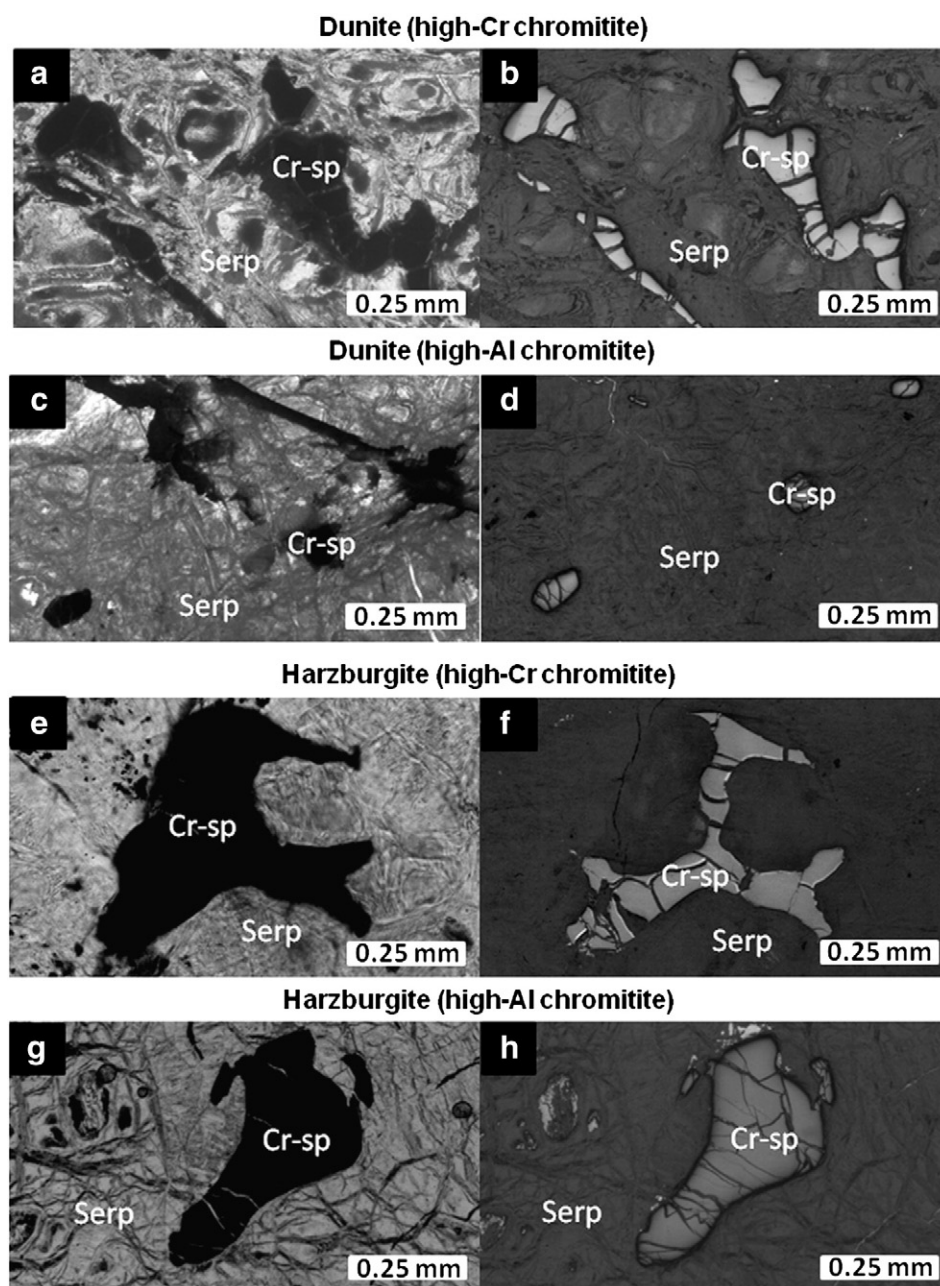 Dunite (high-Cr chromitite)
a
b
Cr-sp
Cr-sp
Serp
Serp
0.25 mm
0.25 mm
Dunite (high-Al chromitite)
c
d
Cr-sp
Cr-sp
Serp
Serp
0.25 mm
0.25 mm
Harzburgite (high-Cr chromitite)
e
f
Cr-sp
Cr-sp
Serp
Serp
0.25 mm
0.25 mm
Harzburgite (high-Al chromitite)
g
h
Cr-sp
Cr-sp
Serp
Serp
0.25 mm
0.25 mm